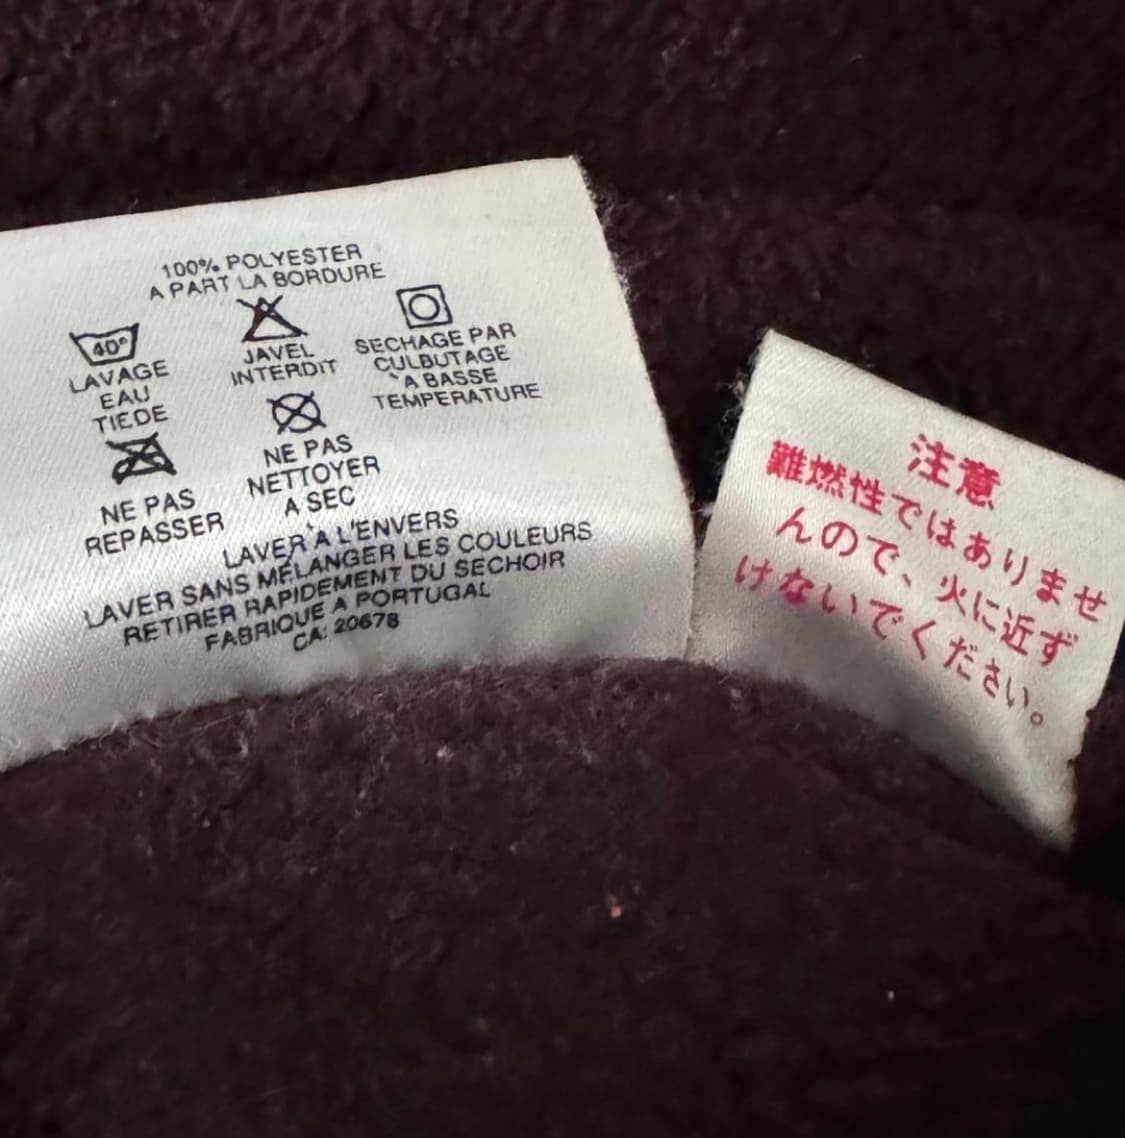 100% POLYESTER
A PART LA BORDURE
40°
LAVAGE
EAU
TIEDE
JAVEL
INTERDIT
SECHAGE PAR
CULBUTAGE
`A BASSE
TEMPERATURE
NE PAS
REPASSER
NE PAS
NETTOYER
A SEC
LAVER À L'ENVERS
LAVER SANS MÉLANGER LES COULEURS
RETIRER RAPIDEMENT DU SECHOIR
FABRIQUE A PORTUGAL
CA: 20678
注意
難燃性ではありませ
んので、火に近ず
けないでください。